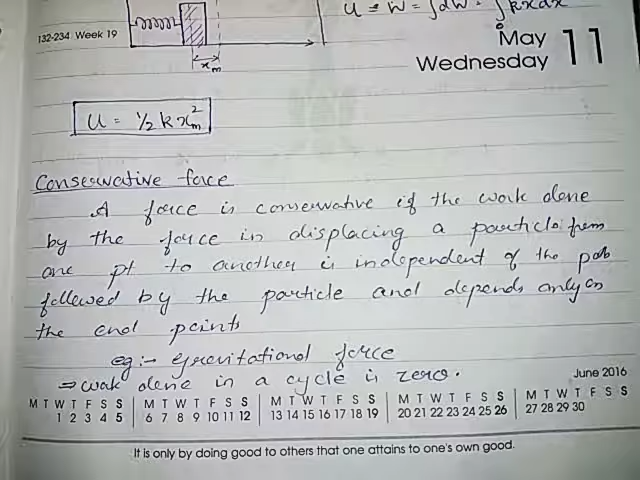 U = W = ∫dW = ∫kxdx
0
132-234 Week 19
May 11
Wednesday
xm
U = ½ k xm²
Conservative force
A force is conservative if the work done
by the force in displacing a particle from
one pt to another is independent of the path
followed by the particle and depends only on
the end points
eg:- gravitational force
⇒ work done in a cycle is zero.
June 2016
M T W T F S S M T W T F S S M T W T F S S M T W T F S S M T W T F S S
1 2 3 4 5 6 7 8 9 10 11 12 13 14 15 16 17 18 19 20 21 22 23 24 25 26 27 28 29 30
It is only by doing good to others that one attains to one's own good.